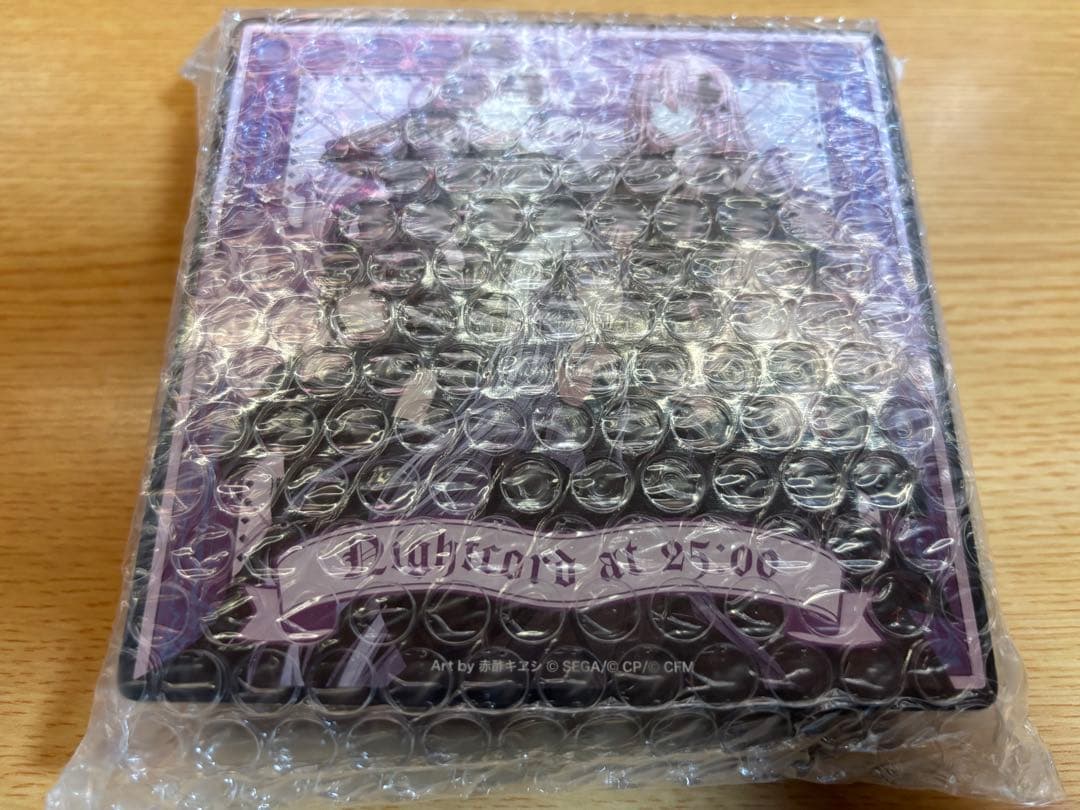 Nightcord at 25:00
Art by 赤酢キヱシ © SEGA/© CP/© CFM